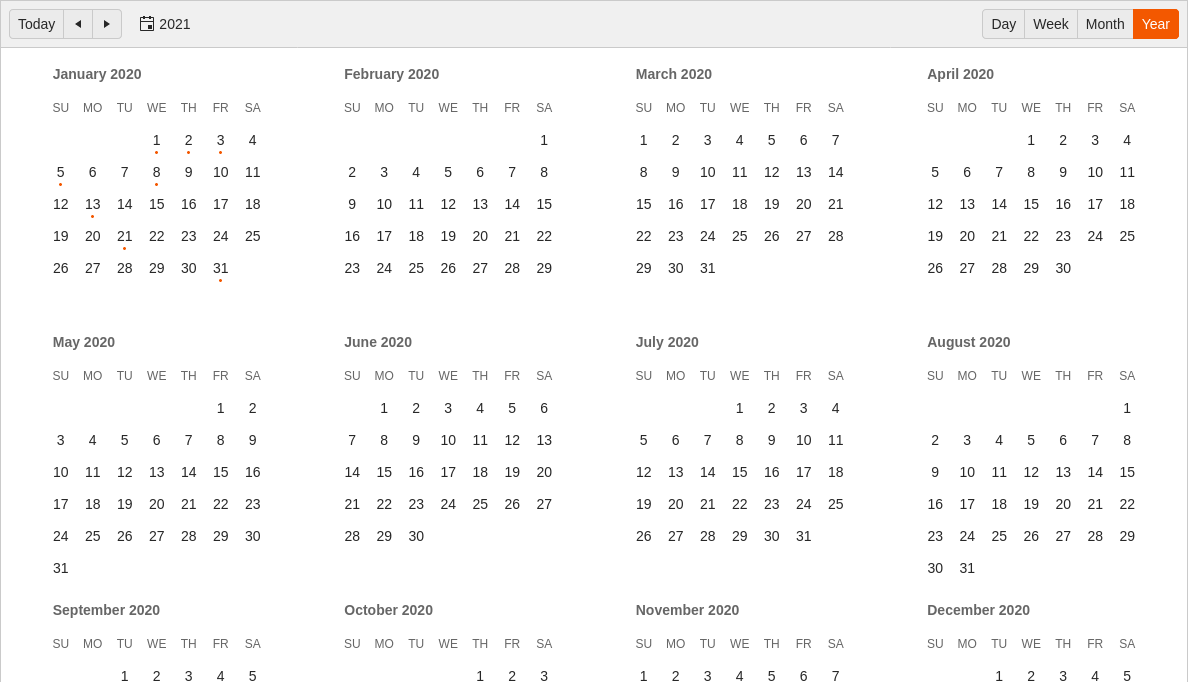 Today 2021 Day Week Month Year
January 2020 February 2020 March 2020 April 2020
SU MO TU WE TH FR SA SU MO TU WE TH FR SA SU MO TU WE TH FR SA SU MO TU WE TH FR SA
1 2 3 4 1 1 2 3 4 5 6 7 1 2 3 4
5 6 7 8 9 10 11 2 3 4 5 6 7 8 8 9 10 11 12 13 14 5 6 7 8 9 10 11
12 13 14 15 16 17 18 9 10 11 12 13 14 15 15 16 17 18 19 20 21 12 13 14 15 16 17 18
19 20 21 22 23 24 25 16 17 18 19 20 21 22 22 23 24 25 26 27 28 19 20 21 22 23 24 25
26 27 28 29 30 31 23 24 25 26 27 28 29 29 30 31 26 27 28 29 30
May 2020 June 2020 July 2020 August 2020
SU MO TU WE TH FR SA SU MO TU WE TH FR SA SU MO TU WE TH FR SA SU MO TU WE TH FR SA
1 2 1 2 3 4 5 6 1 2 3 4 1
3 4 5 6 7 8 9 7 8 9 10 11 12 13 5 6 7 8 9 10 11 2 3 4 5 6 7 8
10 11 12 13 14 15 16 14 15 16 17 18 19 20 12 13 14 15 16 17 18 9 10 11 12 13 14 15
17 18 19 20 21 22 23 21 22 23 24 25 26 27 19 20 21 22 23 24 25 16 17 18 19 20 21 22
24 25 26 27 28 29 30 28 29 30 26 27 28 29 30 31 23 24 25 26 27 28 29
31 30 31
September 2020 October 2020 November 2020 December 2020
SU MO TU WE TH FR SA SU MO TU WE TH FR SA SU MO TU WE TH FR SA SU MO TU WE TH FR SA
1 2 3 4 5 1 2 3 1 2 3 4 5 6 7 1 2 3 4 5